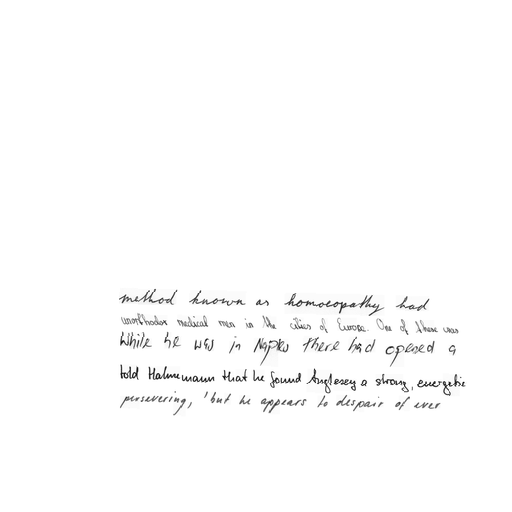 method known as homoeopathy had
unorthodox medical men in the cities of Europe. One of these was
While he was in Naples there had opened a
told Hahnemann that he found Anglesey a strong, energetic
persevering, 'but he appears to despair of ever